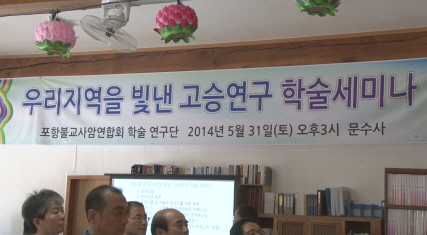 우리지역을 빛낸 고승연구 학술세미나
포항불교사암연합회 학술 연구단 2014년 5월 31일(토) 오후3시 문수사